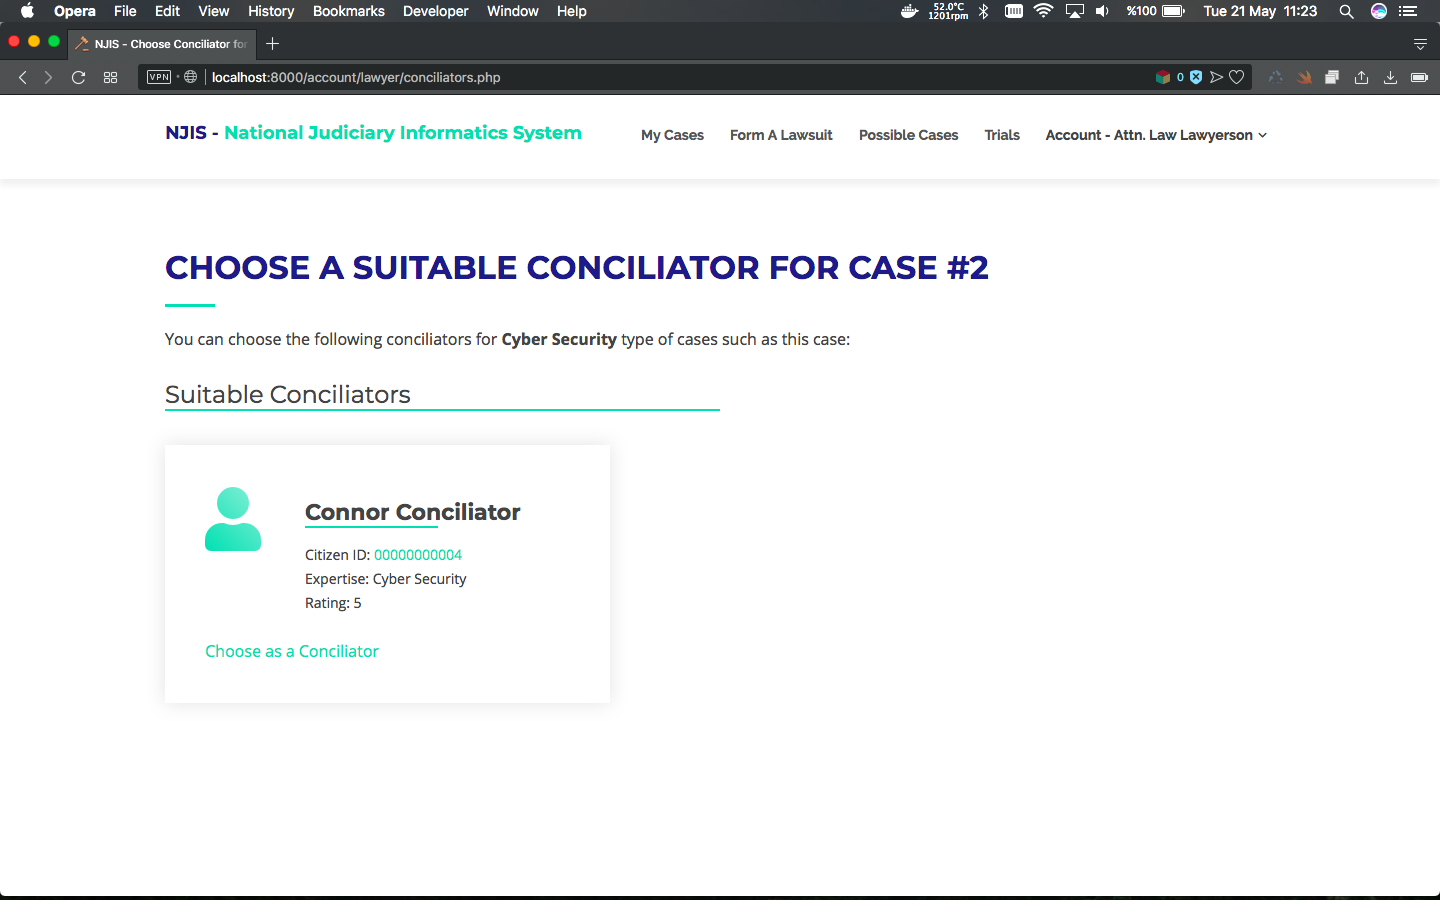 Opera File Edit View History Bookmarks Developer Window Help 52.0°C 1201rpm %100 Tue 21 May 11:23
NJIS - Choose Conciliator for
VPN localhost:8000/account/lawyer/conciliators.php 0
NJIS - National Judiciary Informatics System My Cases Form A Lawsuit Possible Cases Trials Account - Attn. Law Lawyerson
CHOOSE A SUITABLE CONCILIATOR FOR CASE #2
You can choose the following conciliators for Cyber Security type of cases such as this case:
Suitable Conciliators
Connor Conciliator
Citizen ID: 00000000004
Expertise: Cyber Security
Rating: 5
Choose as a Conciliator